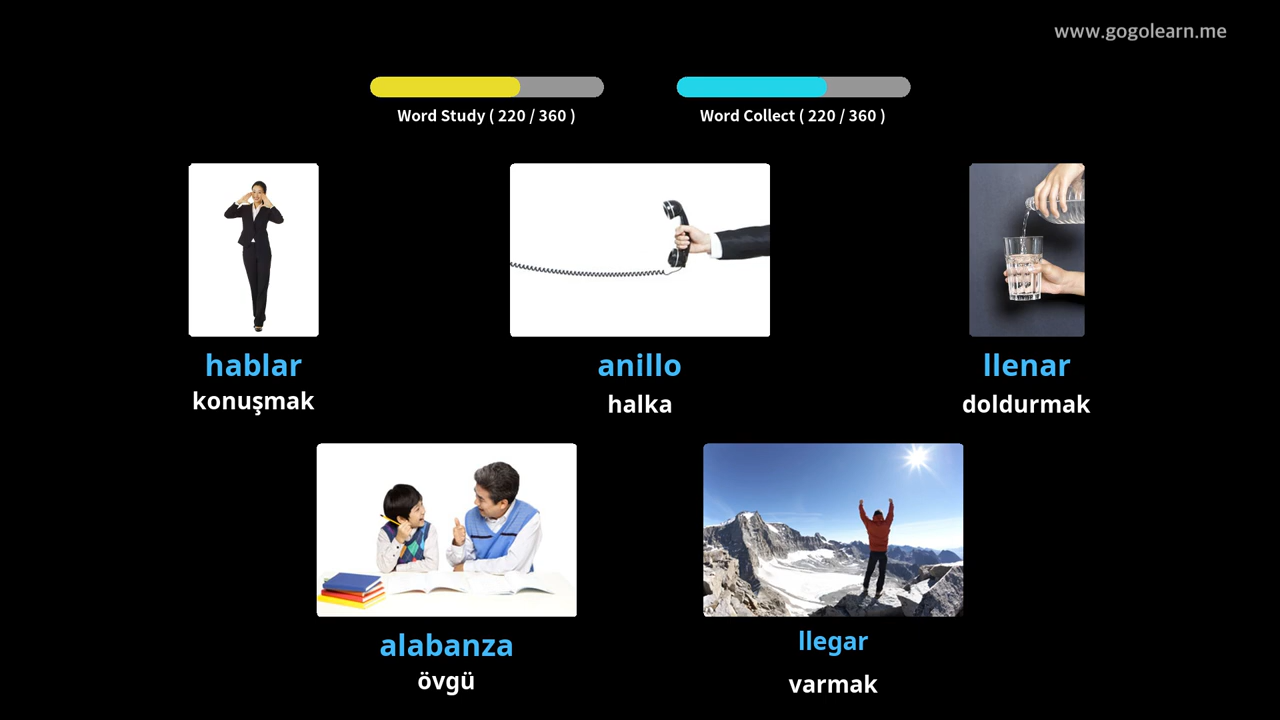 www.gogolearn.me
Word Study ( 220 / 360 )
Word Collect ( 220 / 360 )
hablar
konuşmak
anillo
halka
llenar
doldurmak
alabanza
övgü
llegar
varmak